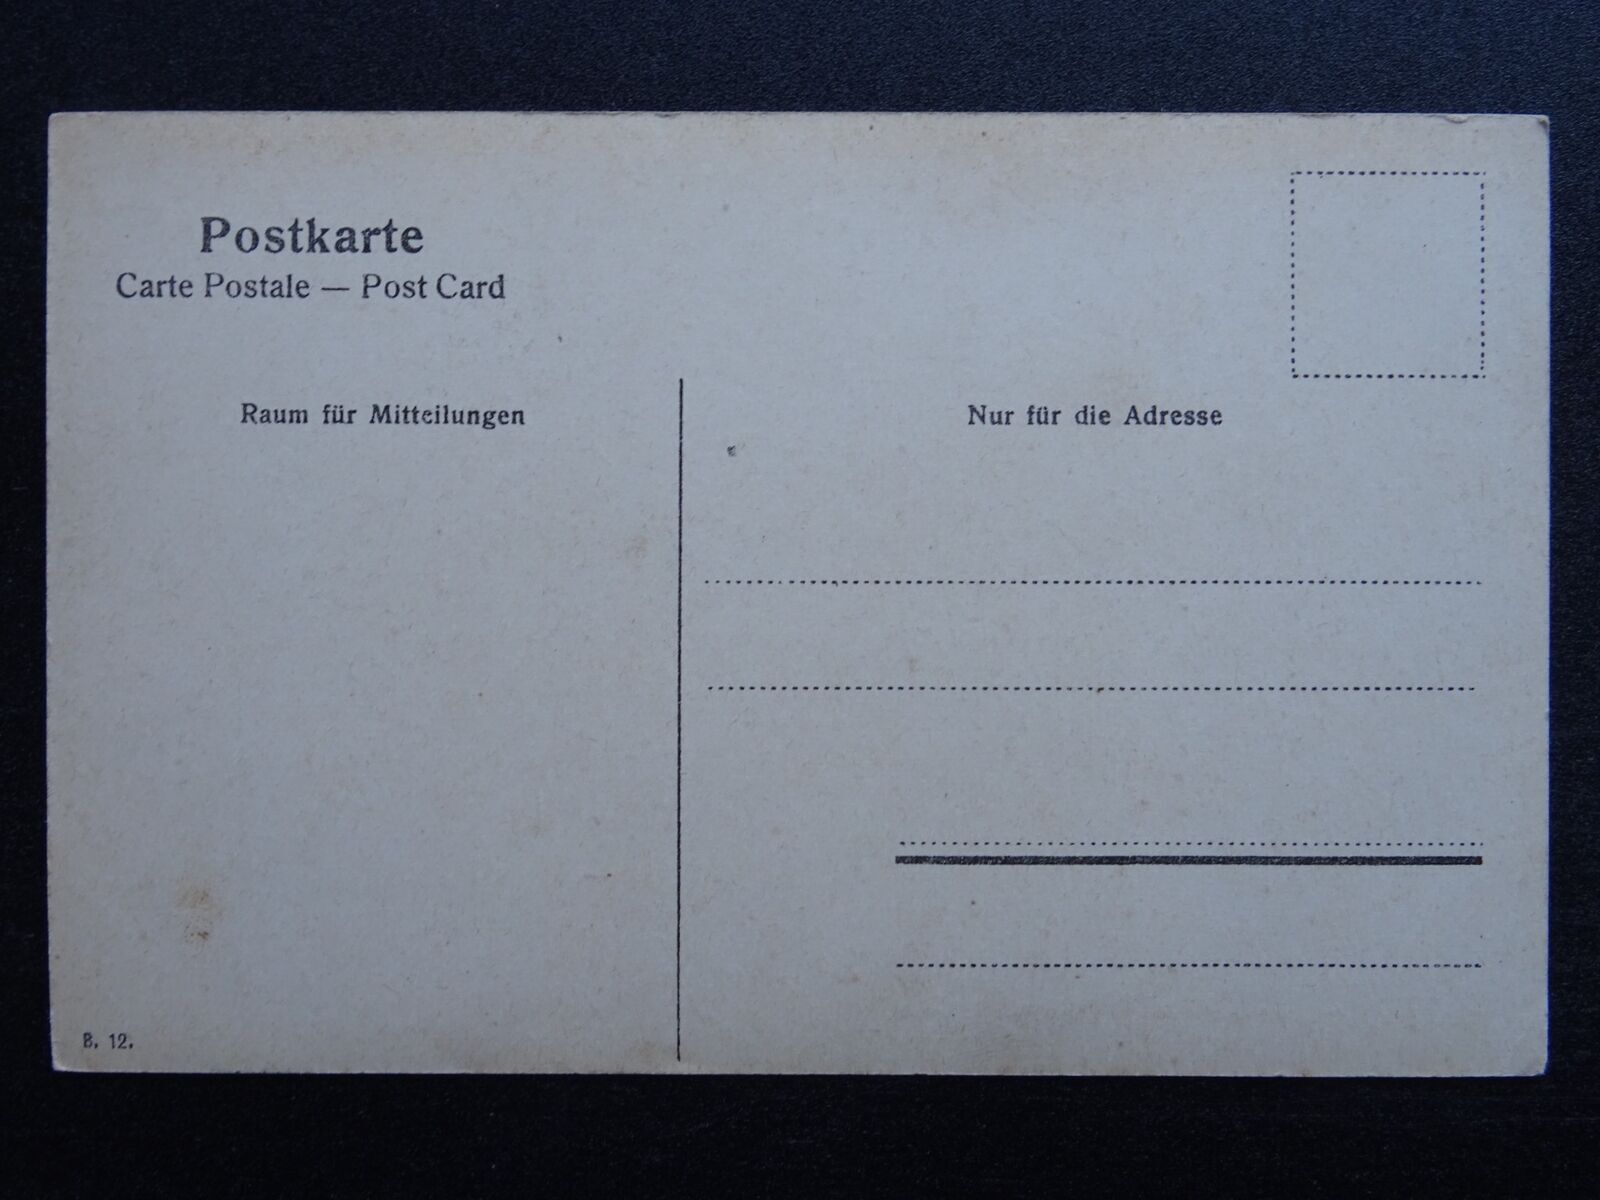 Postkarte
Carte Postale — Post Card
Raum für Mitteilungen
Nur für die Adresse
B. 12.